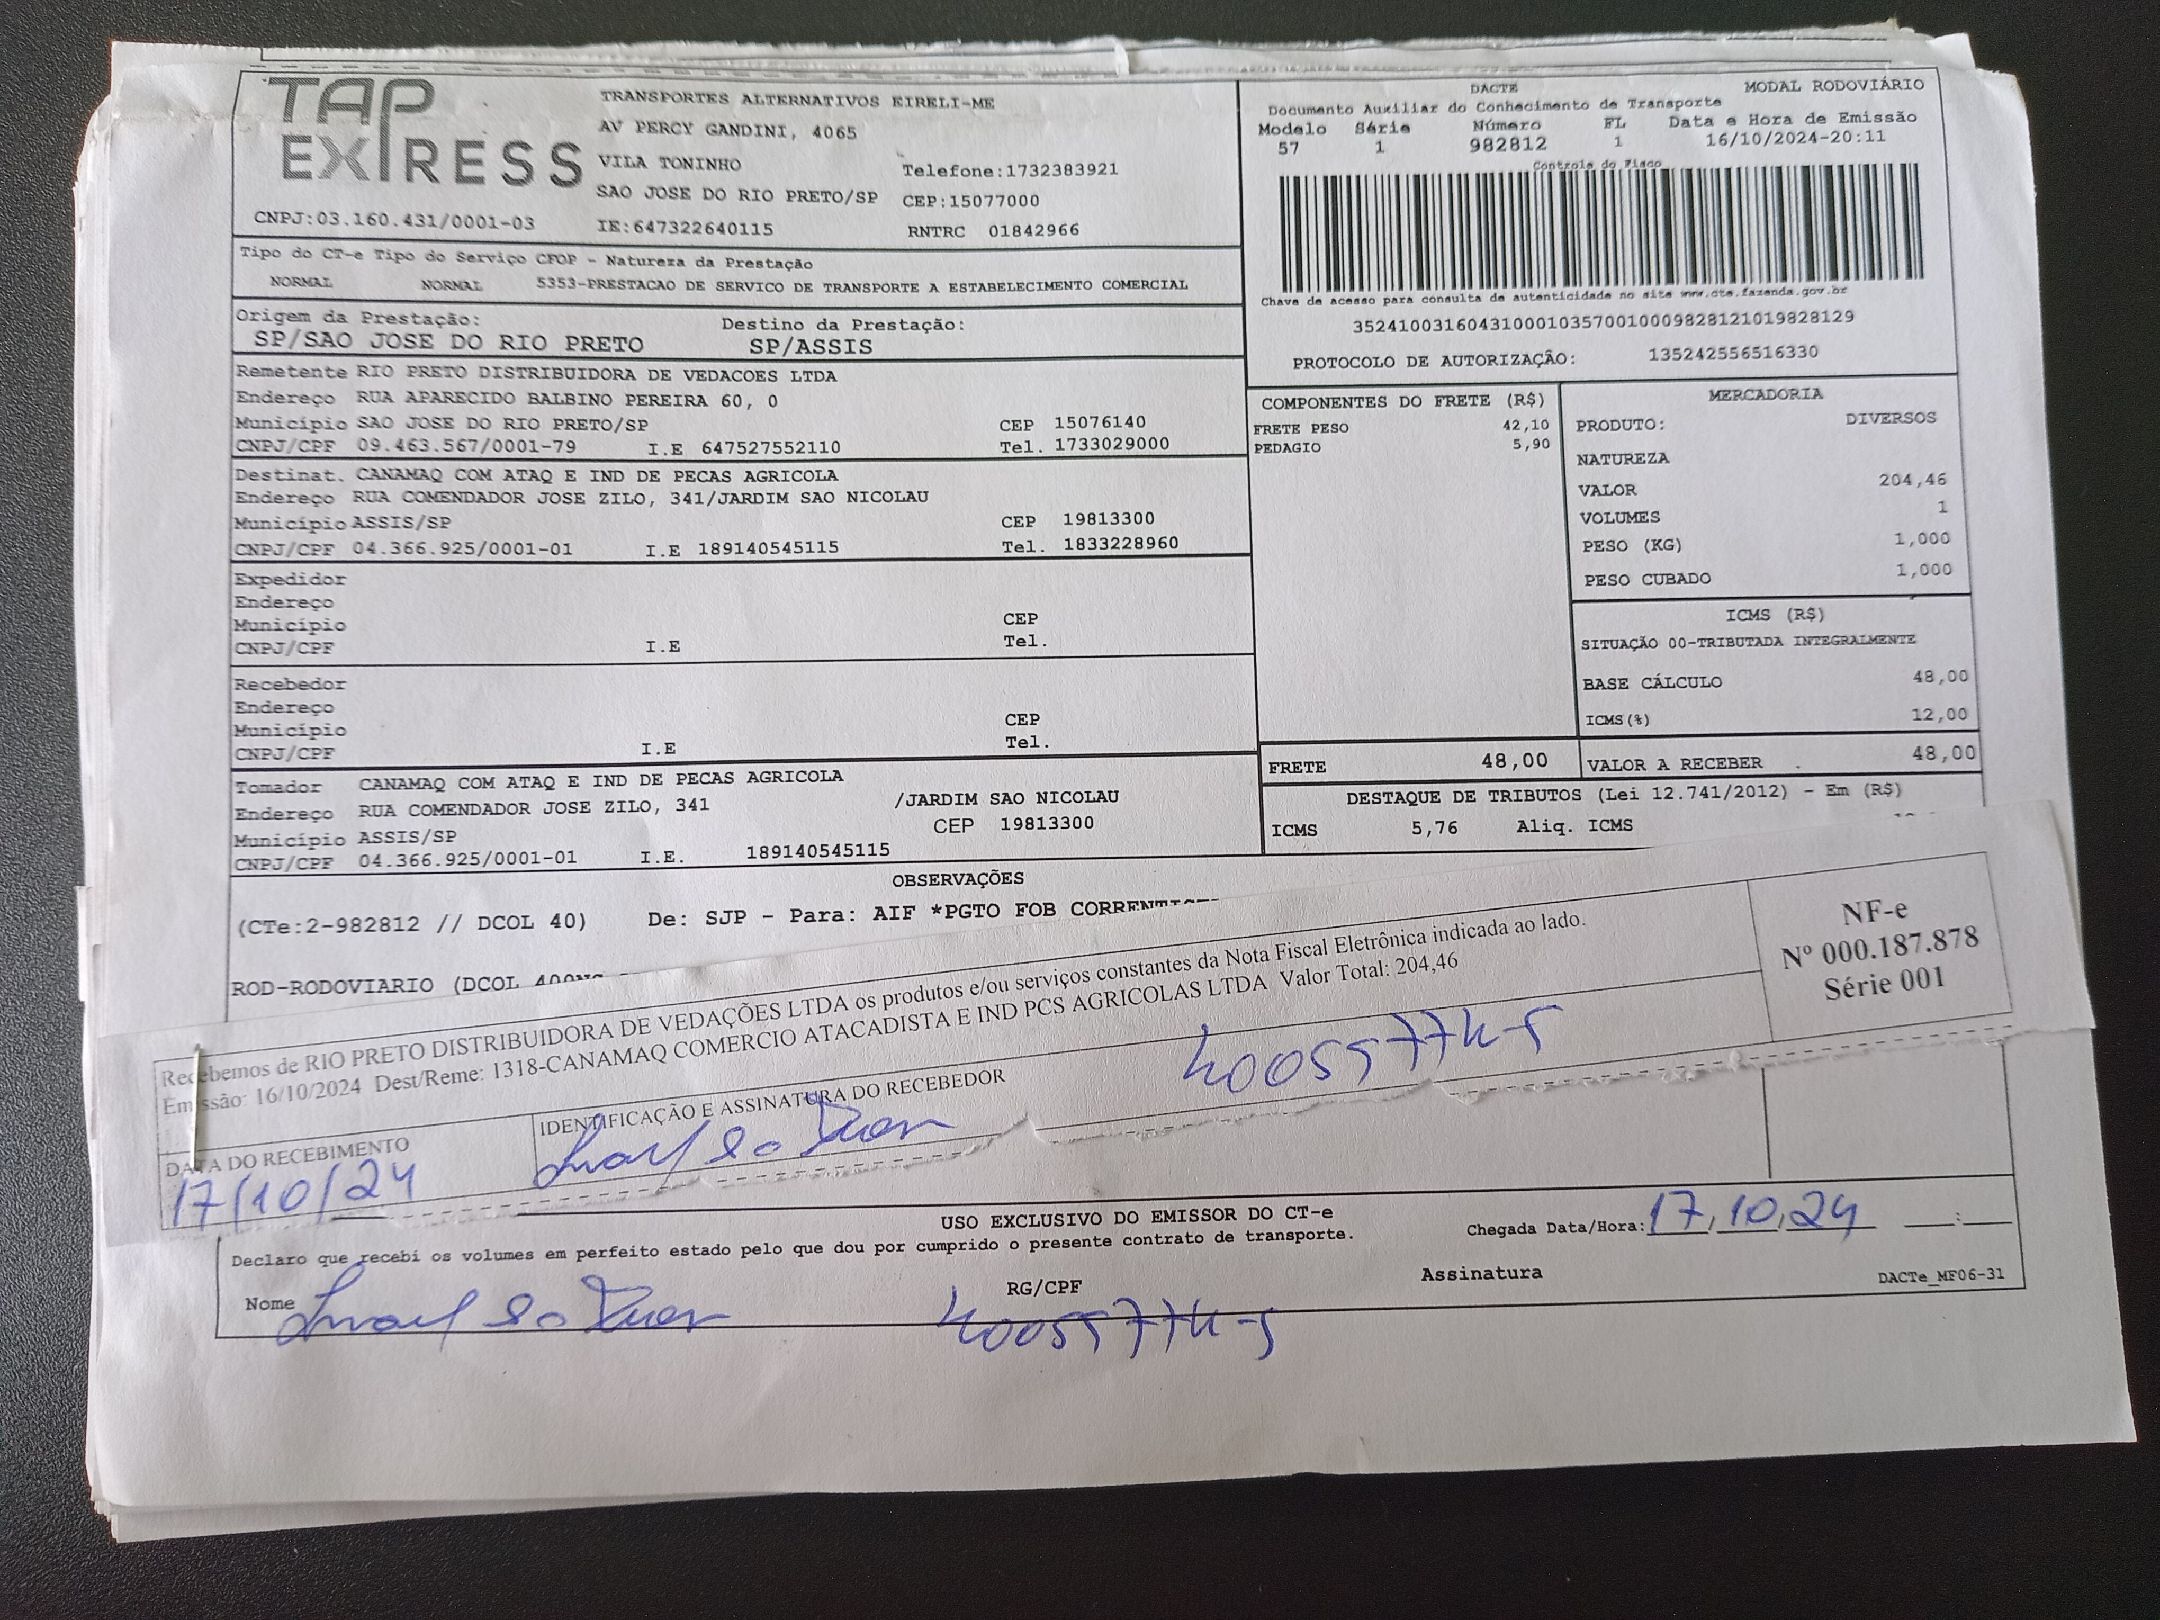 TAP EXPRESS
TRANSPORTES ALTERNATIVOS EIRELI-ME
AV PERCY GANDINI, 4065
VILA TONINHO Telefone:1732383921
SAO JOSE DO RIO PRETO/SP CEP:15077000
CNPJ:03.160.431/0001-03 IE:647322640115 RNTRC 01842966
DACTE MODAL RODOVIÁRIO
Documento Auxiliar do Conhecimento de Transporte
Modelo Série Número FL Data e Hora de Emissão
57 1 982812 1 16/10/2024-20:11
Controle do Fisco
Chave de acesso para consulta de autenticidade no site www.cte.fazenda.gov.br
35241003160431000103570010009828121019828129
PROTOCOLO DE AUTORIZAÇÃO: 135242556516330
Tipo do CT-e Tipo do Serviço CFOP - Natureza da Prestação
NORMAL NORMAL 5353-PRESTACAO DE SERVICO DE TRANSPORTE A ESTABELECIMENTO COMERCIAL
Origem da Prestação: Destino da Prestação:
SP/SAO JOSE DO RIO PRETO SP/ASSIS
Remetente RIO PRETO DISTRIBUIDORA DE VEDACOES LTDA
Endereço RUA APARECIDO BALBINO PEREIRA 60, 0
Município SAO JOSE DO RIO PRETO/SP CEP 15076140
CNPJ/CPF 09.463.567/0001-79 I.E 647527552110 Tel. 1733029000
Destinat. CANAMAQ COM ATAQ E IND DE PECAS AGRICOLA
Endereço RUA COMENDADOR JOSE ZILO, 341/JARDIM SAO NICOLAU
Município ASSIS/SP CEP 19813300
CNPJ/CPF 04.366.925/0001-01 I.E 189140545115 Tel. 1833228960
Expedidor
Endereço
Município CEP
CNPJ/CPF I.E Tel.
Recebedor
Endereço
Município CEP
CNPJ/CPF I.E Tel.
Tomador CANAMAQ COM ATAQ E IND DE PECAS AGRICOLA
Endereço RUA COMENDADOR JOSE ZILO, 341 /JARDIM SAO NICOLAU
Município ASSIS/SP CEP 19813300
CNPJ/CPF 04.366.925/0001-01 I.E. 189140545115
COMPONENTES DO FRETE (R$)
FRETE PESO 42,10
PEDAGIO 5,90
MERCADORIA
PRODUTO: DIVERSOS
NATUREZA
VALOR 204,46
VOLUMES 1
PESO (KG) 1,000
PESO CUBADO 1,000
ICMS (R$)
SITUAÇÃO 00-TRIBUTADA INTEGRALMENTE
BASE CÁLCULO 48,00
ICMS(%) 12,00
FRETE 48,00 VALOR A RECEBER 48,00
DESTAQUE DE TRIBUTOS (Lei 12.741/2012) - Em (R$)
ICMS 5,76 Aliq. ICMS
OBSERVAÇÕES
(CTe:2-982812 // DCOL 40) De: SJP - Para: AIF *PGTO FOB
ROD-RODOVIARIO (DCOL
Recebemos de RIO PRETO DISTRIBUIDORA DE VEDAÇÕES LTDA os produtos e/ou serviços constantes da Nota Fiscal Eletrônica indicada ao lado.
Emissão: 16/10/2024 Dest/Reme: 1318-CANAMAQ COMERCIO ATACADISTA E IND PCS AGRICOLAS LTDA Valor Total: 204,46
NF-e
Nº 000.187.878
Série 001
DATA DO RECEBIMENTO IDENTIFICAÇÃO E ASSINATURA DO RECEBEDOR
17/10/24
USO EXCLUSIVO DO EMISSOR DO CT-e
Declaro que recebi os volumes em perfeito estado pelo que dou por cumprido o presente contrato de transporte.
Chegada Data/Hora: 17,10,24 :
Nome RG/CPF Assinatura DACTe_MF06-31